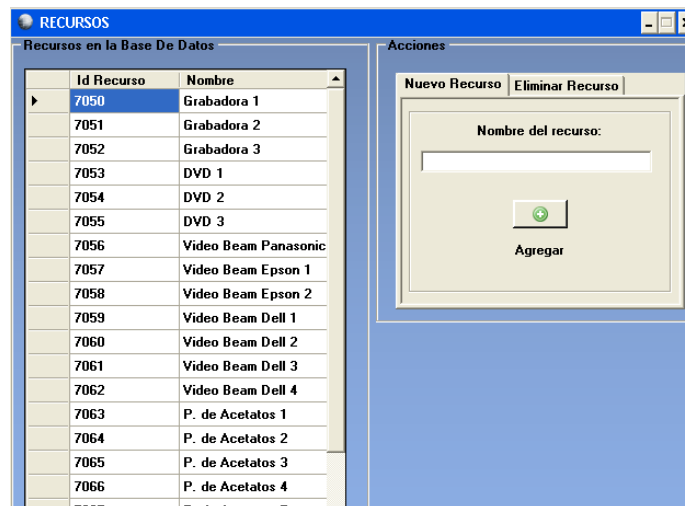 RECURSOS
Recursos en la Base De Datos
Id Recurso Nombre
7050 Grabadora 1
7051 Grabadora 2
7052 Grabadora 3
7053 DVD 1
7054 DVD 2
7055 DVD 3
7056 Video Beam Panasonic
7057 Video Beam Epson 1
7058 Video Beam Epson 2
7059 Video Beam Dell 1
7060 Video Beam Dell 2
7061 Video Beam Dell 3
7062 Video Beam Dell 4
7063 P. de Acetatos 1
7064 P. de Acetatos 2
7065 P. de Acetatos 3
7066 P. de Acetatos 4
Acciones
Nuevo Recurso Eliminar Recurso
Nombre del recurso:
Agregar